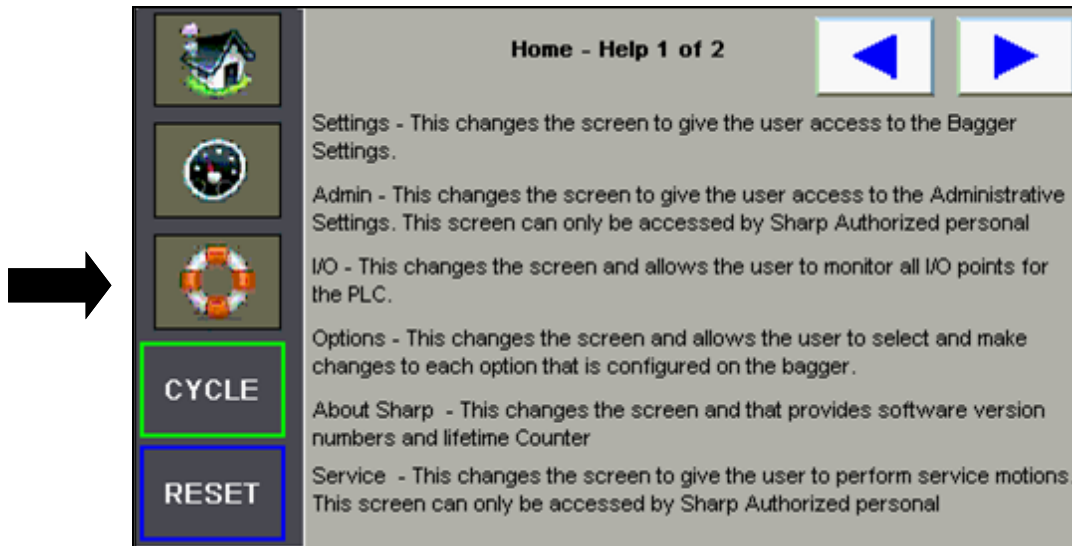 Home - Help 1 of 2
Settings - This changes the screen to give the user access to the Bagger
Settings.
Admin - This changes the screen to give the user access to the Administrative
Settings. This screen can only be accessed by Sharp Authorized personal
I/O - This changes the screen and allows the user to monitor all I/O points for
the PLC.
Options - This changes the screen and allows the user to select and make
changes to each option that is configured on the bagger.
CYCLE
About Sharp - This changes the screen and that provides software version
numbers and lifetime Counter
RESET
Service - This changes the screen to give the user to perform service motions.
This screen can only be accessed by Sharp Authorized personal